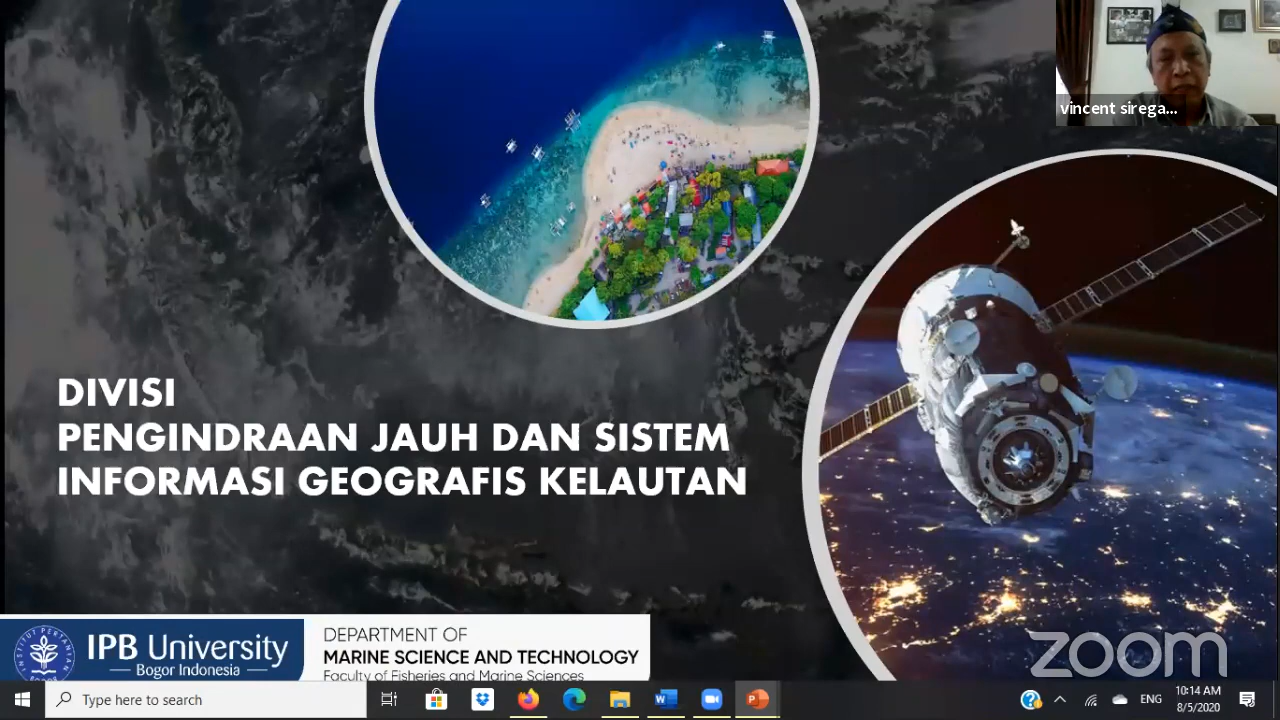 vincent sirega...
DIVISI
PENGINDRAAN JAUH DAN SISTEM
INFORMASI GEOGRAFIS KELAUTAN
INSTITUT PERTANIAN
IPB University
Bogor Indonesia
DEPARTMENT OF
MARINE SCIENCE AND TECHNOLOGY
Faculty of Fisheries and Marine Sciences
zoom
Type here to search
ENG
10:14 AM
8/5/2020